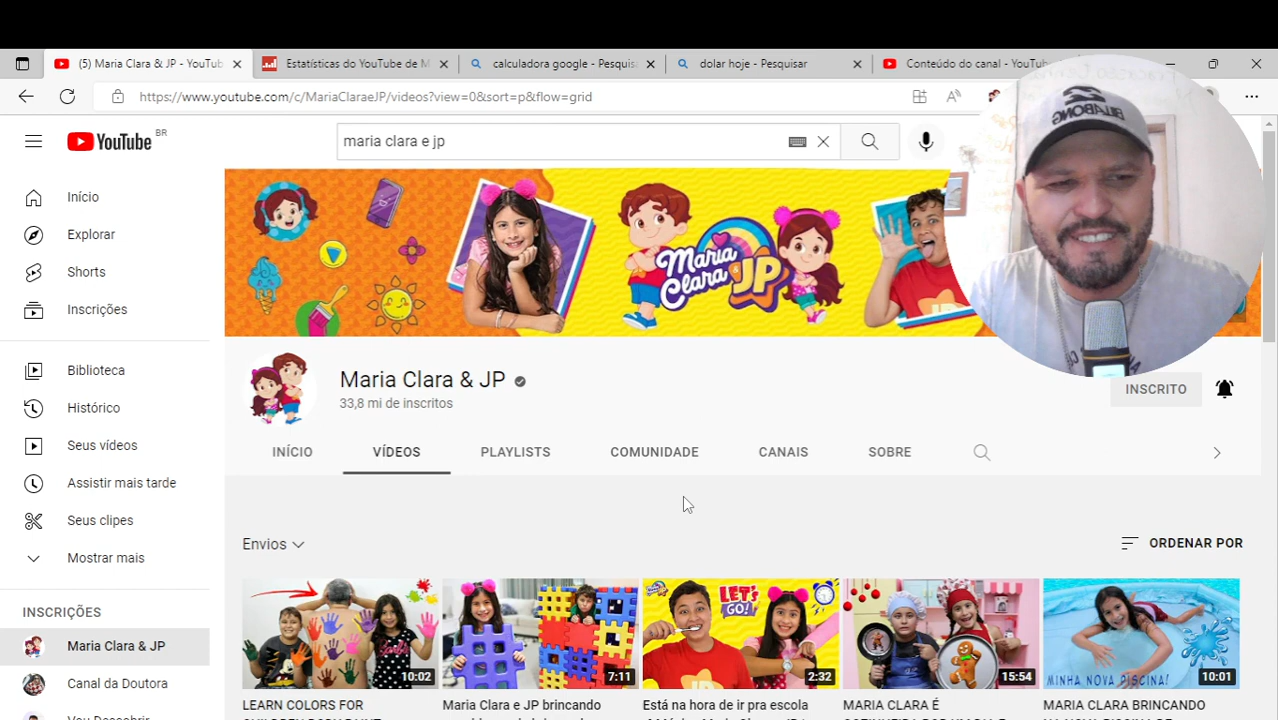 (5) Maria Clara & JP - YouTub
Estatísticas do YouTube de M
calculadora google - Pesquisa
dolar hoje - Pesquisar
Conteúdo do canal - YouTube
https://www.youtube.com/c/MariaClaraeJP/videos?view=0&sort=p&flow=grid
YouTube BR
maria clara e jp
BILLABONG
Maria Clara & JP
Início
Explorar
Shorts
Inscrições
Biblioteca
Histórico
Seus vídeos
Assistir mais tarde
Seus clipes
Mostrar mais
INSCRIÇÕES
Maria Clara & JP
Canal da Doutora
Maria Clara & JP
33,8 mi de inscritos
INSCRITO
INÍCIO
VÍDEOS
PLAYLISTS
COMUNIDADE
CANAIS
SOBRE
Envios
ORDENAR POR
10:02
7:11
LET'S GO!
JP
2:32
15:54
MINHA NOVA PISCINA!
10:01
LEARN COLORS FOR
Maria Clara e JP brincando
Está na hora de ir pra escola
MARIA CLARA É
MARIA CLARA BRINCANDO